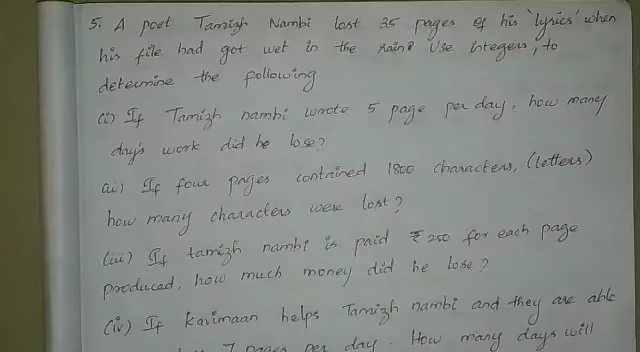 5. A poet Tamizh Nambi lost 35 pages of his 'lyrics' when
his file had got wet in the rain? Use integers, to
determine the following
(i) If Tamizh nambi wrote 5 page per day, how many
day's work did he lose?
(ii) If four pages contained 1800 characters, (letters)
how many characters were lost?
(iii) If tamizh nambi is paid ₹250 for each page
produced, how much money did he lose?
(iv) If Kavimaan helps Tamizh nambi and they are able
7 pages per day. How many days will